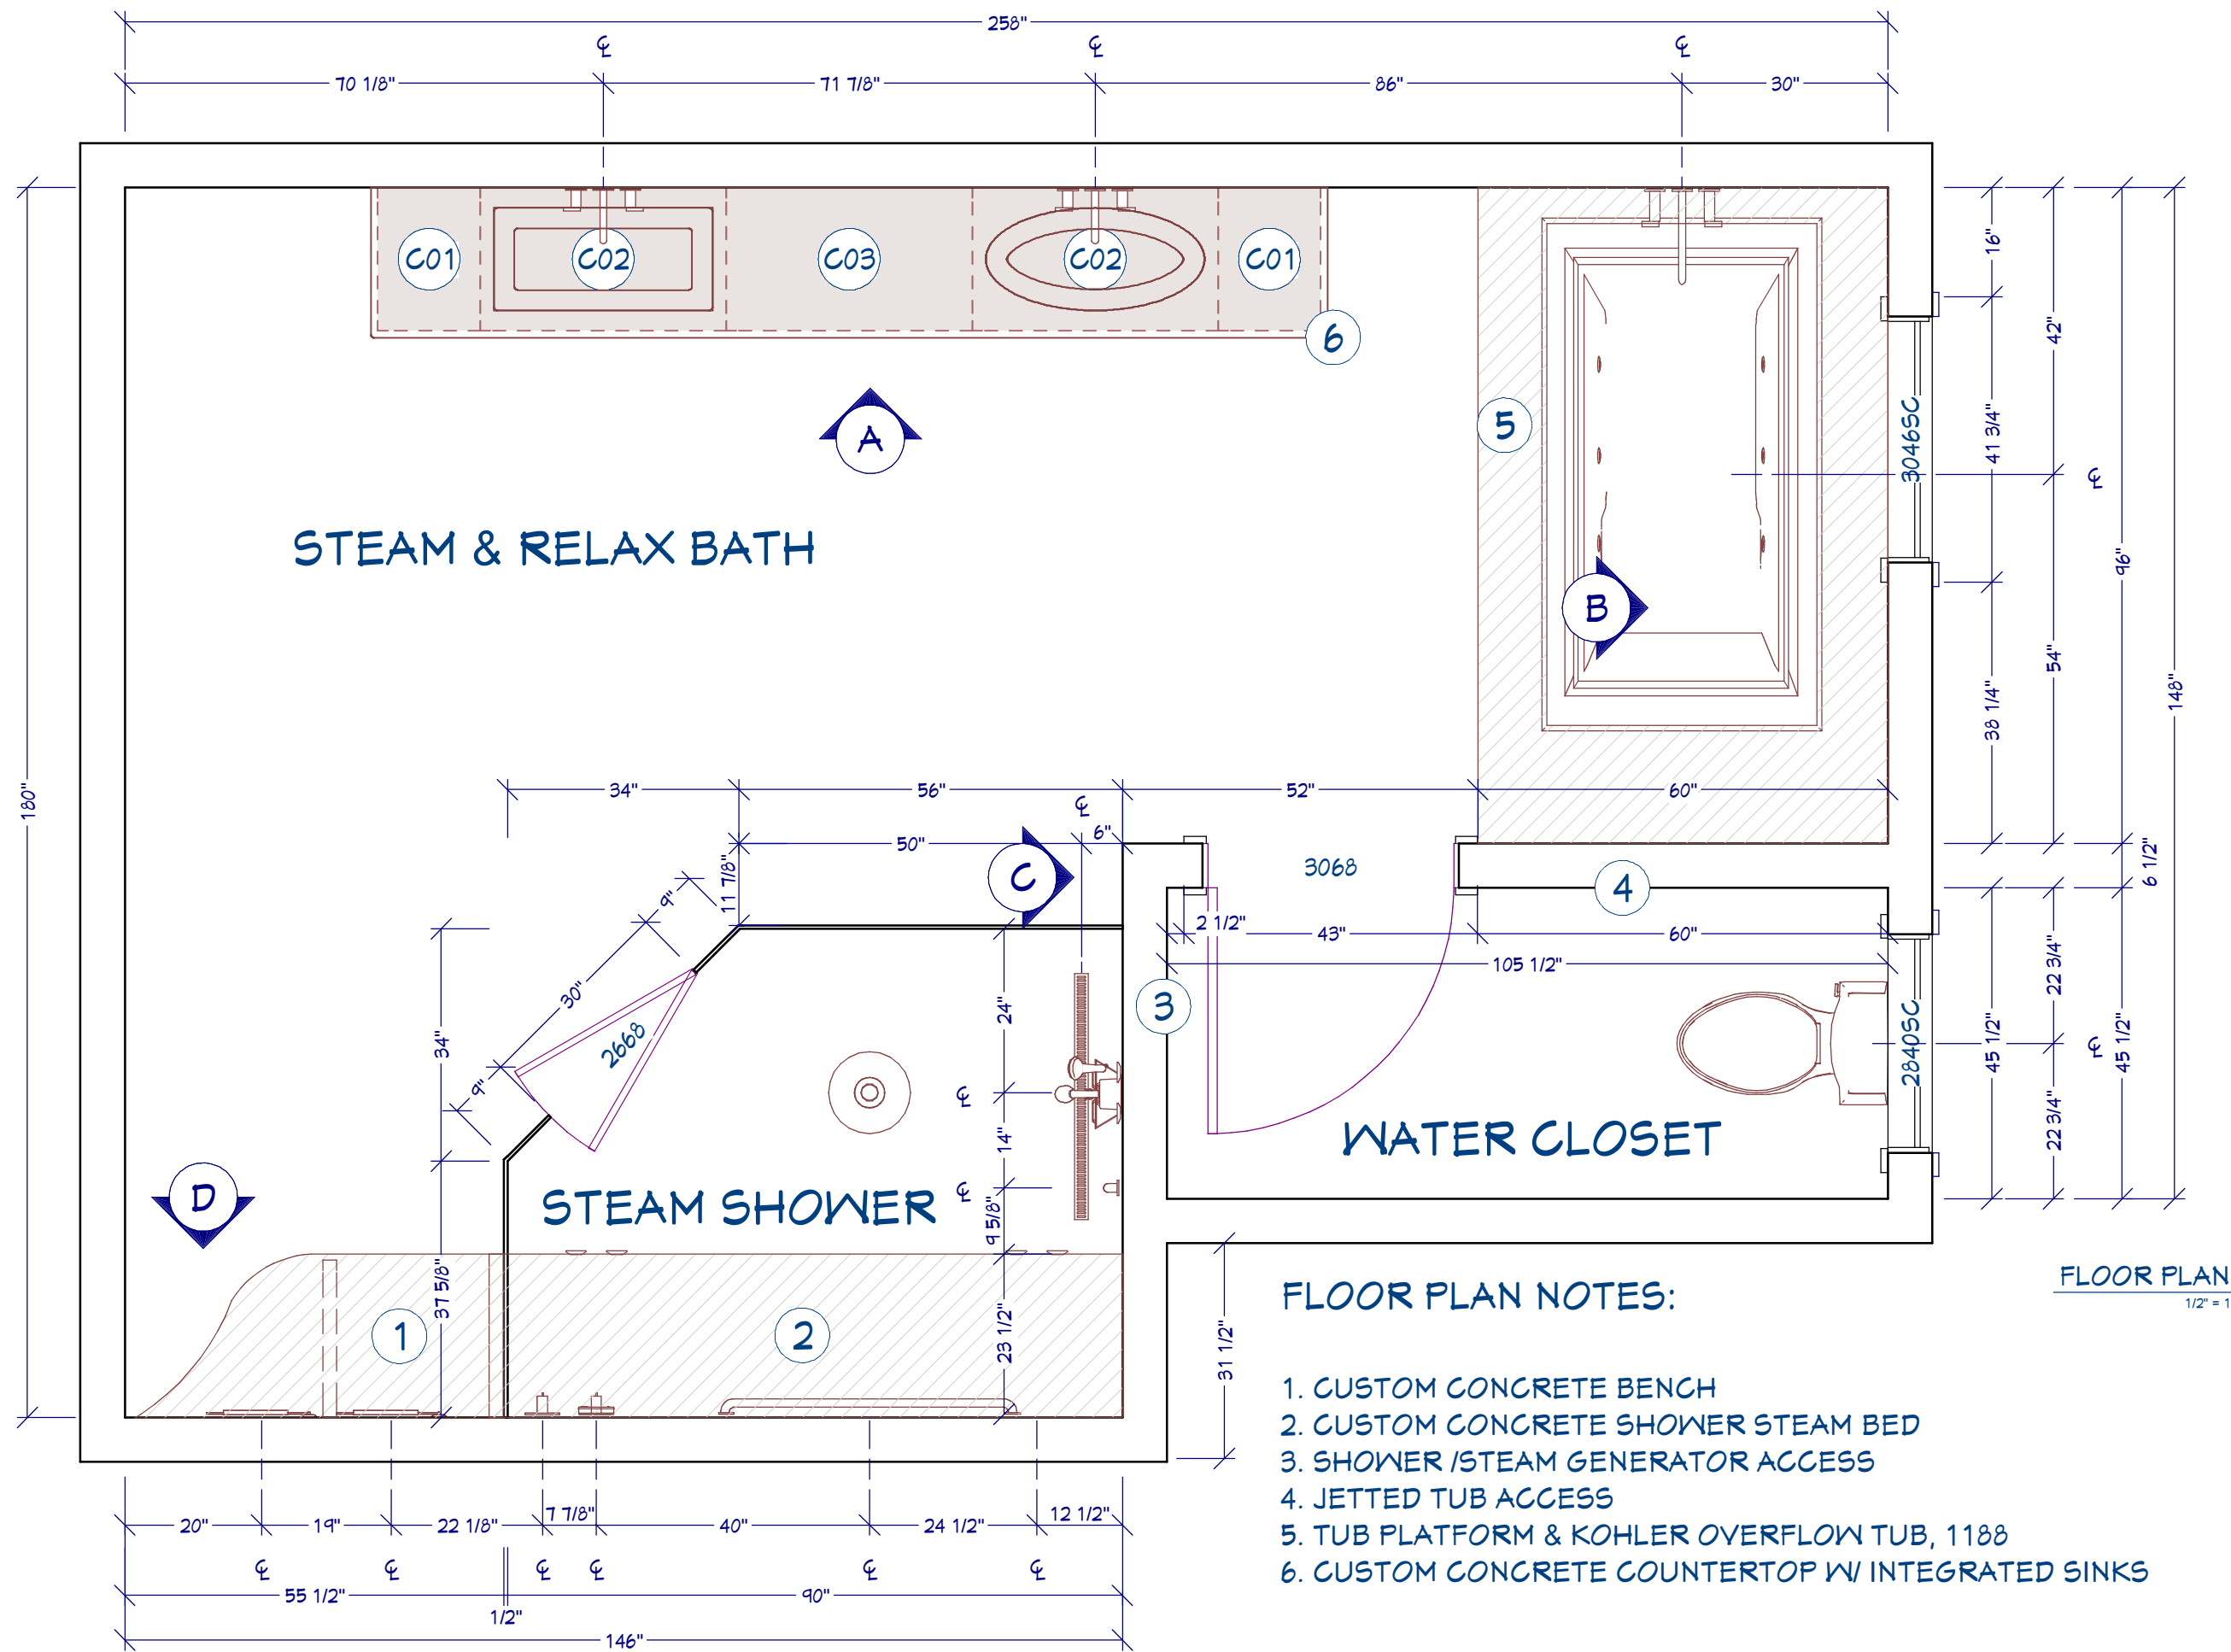 258"
℄ ℄ ℄
70 1/8" 71 7/8" 86" 30"
C01 C02 C03 C02 C01
6
16"
42"
A
5
3046SC
41 3/4"
STEAM & RELAX BATH
96"
B
54"
38 1/4"
148"
180"
34" 56" 52" 60"
℄
6"
50"
C
11 7/8"
9"
3068
4
6 1/2"
2 1/2" 43" 60"
105 1/2"
30"
2668
9"
34"
24"
3
℄
14"
℄
9 5/8"
2840SC
45 1/2"
22 3/4"
22 3/4"
℄
45 1/2"
℄
WATER CLOSET
D
STEAM SHOWER
37 5/8"
1
2
23 1/2"
31 1/2"
FLOOR PLAN
1/2" = 1
FLOOR PLAN NOTES:
1. CUSTOM CONCRETE BENCH
2. CUSTOM CONCRETE SHOWER STEAM BED
3. SHOWER /STEAM GENERATOR ACCESS
4. JETTED TUB ACCESS
5. TUB PLATFORM & KOHLER OVERFLOW TUB, 1188
6. CUSTOM CONCRETE COUNTERTOP W/ INTEGRATED SINKS
20" 19" 22 1/8" 7 7/8" 40" 24 1/2" 12 1/2"
℄ ℄ ℄ ℄ ℄ ℄
55 1/2" 90"
1/2"
146"